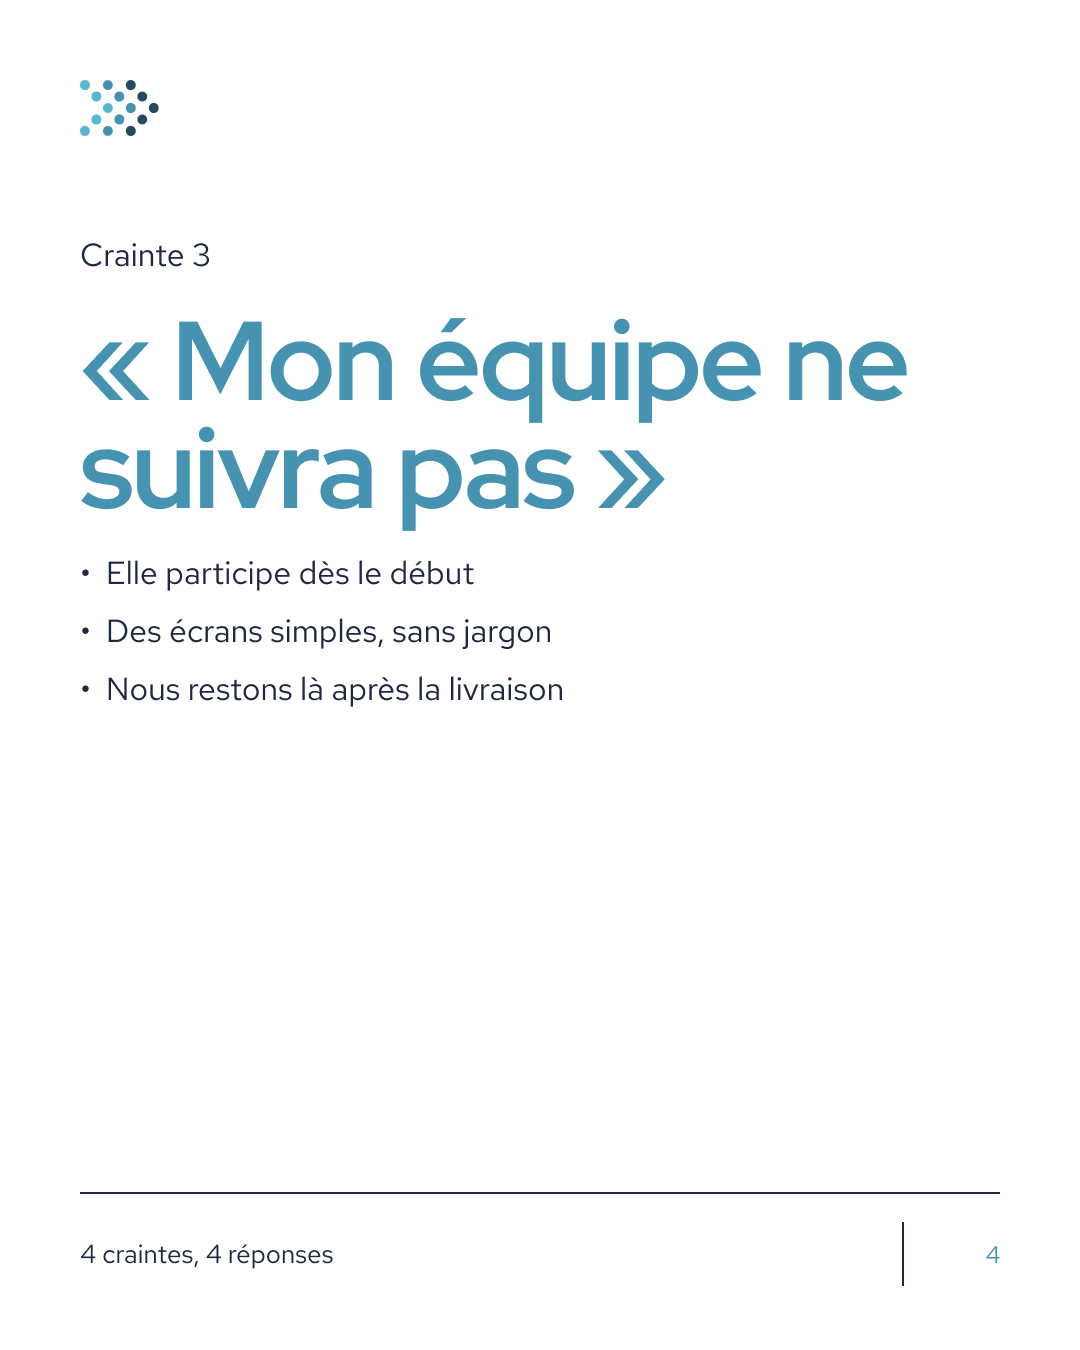 Crainte 3
« Mon équipe ne
suivra pas »
• Elle participe dès le début
• Des écrans simples, sans jargon
• Nous restons là après la livraison
4 craintes, 4 réponses
4